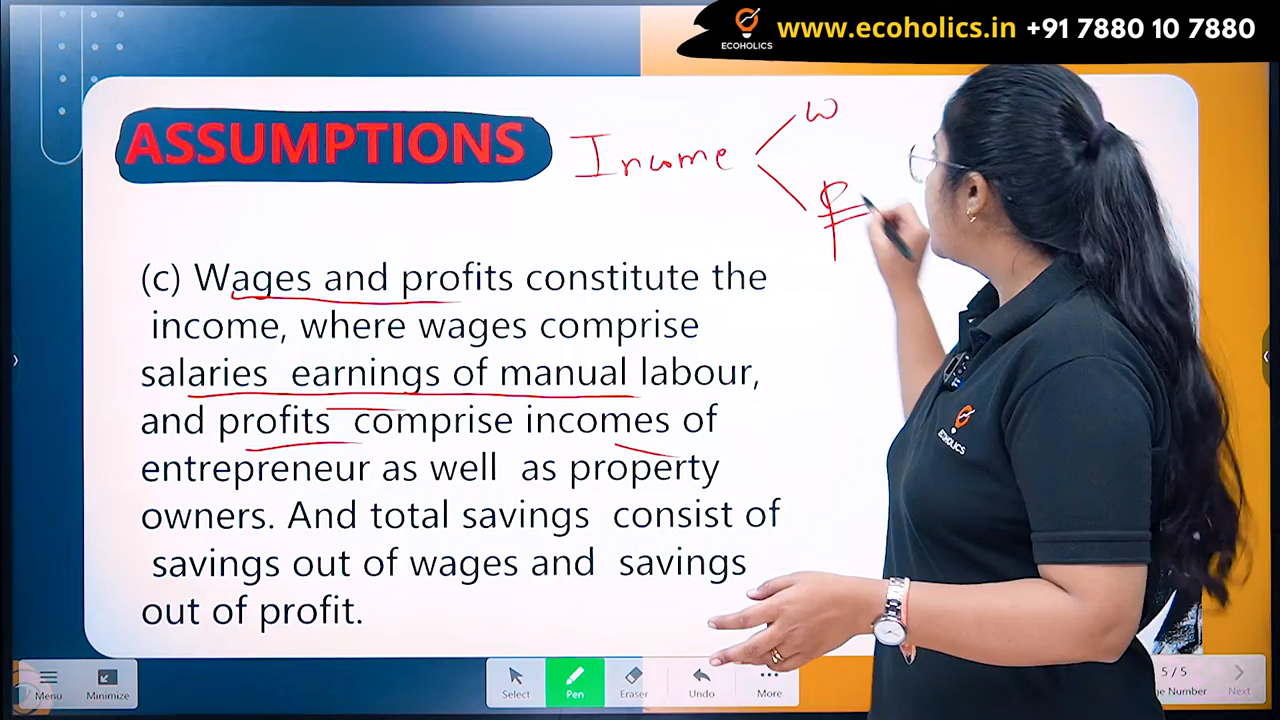 ECOHOLICS
www.ecoholics.in +91 7880 10 7880
ASSUMPTIONS
Income
W
P
(c) Wages and profits constitute the
income, where wages comprise
salaries earnings of manual labour,
and profits comprise incomes of
entrepreneur as well as property
owners. And total savings consist of
savings out of wages and savings
out of profit.
ECOHOLICS
Menu
Minimize
Select
Pen
Eraser
Undo
More
5 / 5
Number
Next